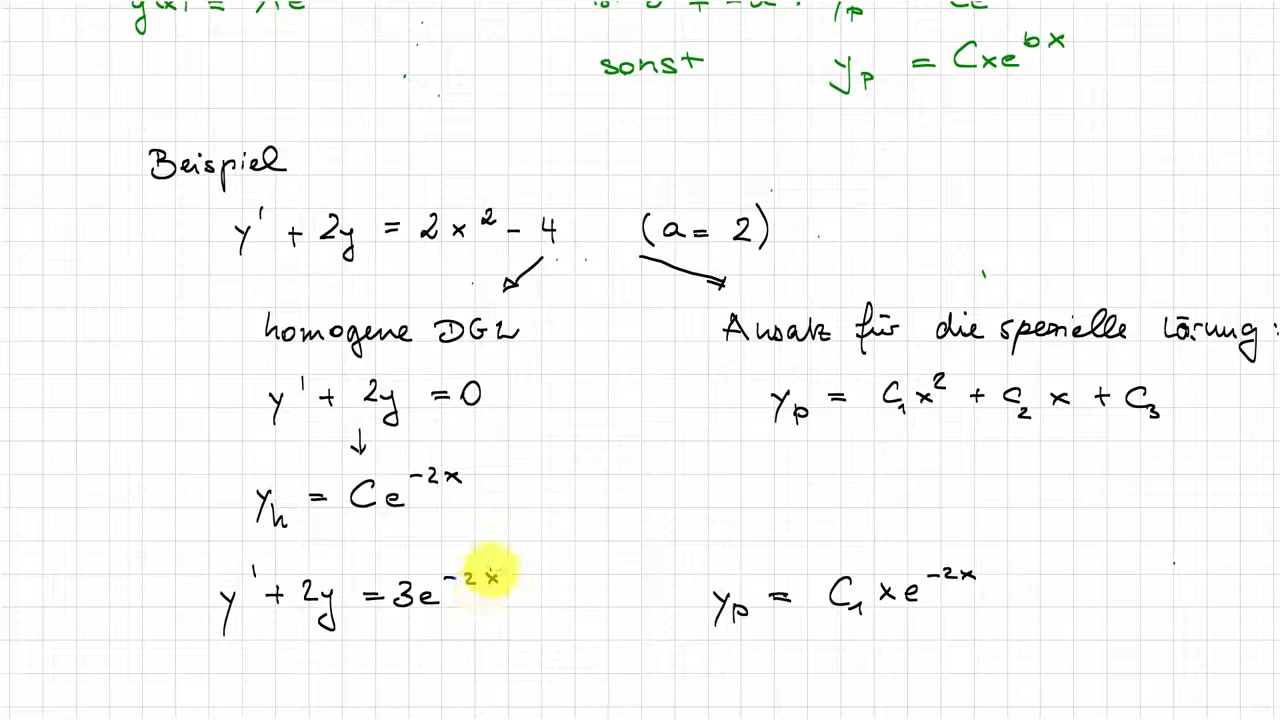 sonst y_p = Cxe^{bx}
Beispiel
y' + 2y = 2x² - 4 (a = 2)
homogene DGL
Ansatz für die spezielle Lösung:
y' + 2y = 0
y_p = C₁x² + C₂x + C₃
y_h = Ce^{-2x}
y' + 2y = 3e^{-2x}
y_p = C₁xe^{-2x}